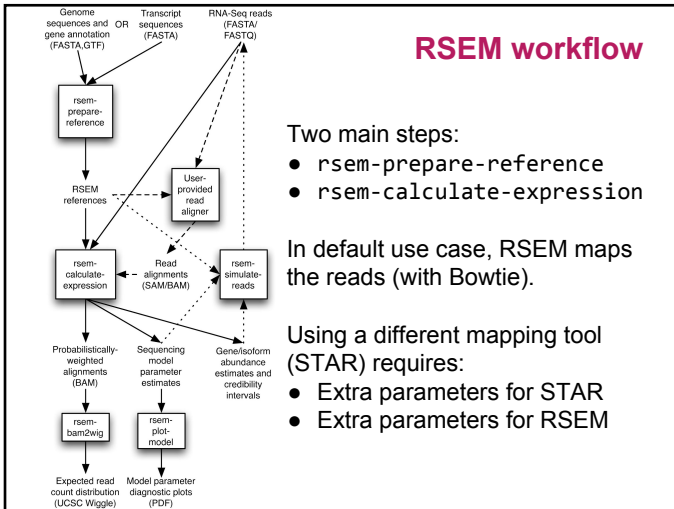 Genome
sequences and
gene annotation
(FASTA,GTF)
OR
Transcript
sequences
(FASTA)
RNA-Seq reads
(FASTA/
FASTQ)
rsem-
prepare-
reference
RSEM
references
User-
provided
read
aligner
rsem-
calculate-
expression
Read
alignments
(SAM/BAM)
rsem-
simulate-
reads
Probabilistically-
weighted
alignments
(BAM)
Sequencing
model
parameter
estimates
Gene/isoform
abundance
estimates and
credibility
intervals
rsem-
bam2wig
rsem-
plot-
model
Expected read
count distribution
(UCSC Wiggle)
Model parameter
diagnostic plots
(PDF)
RSEM workflow
Two main steps:
● rsem-prepare-reference
● rsem-calculate-expression
In default use case, RSEM maps
the reads (with Bowtie).
Using a different mapping tool
(STAR) requires:
● Extra parameters for STAR
● Extra parameters for RSEM